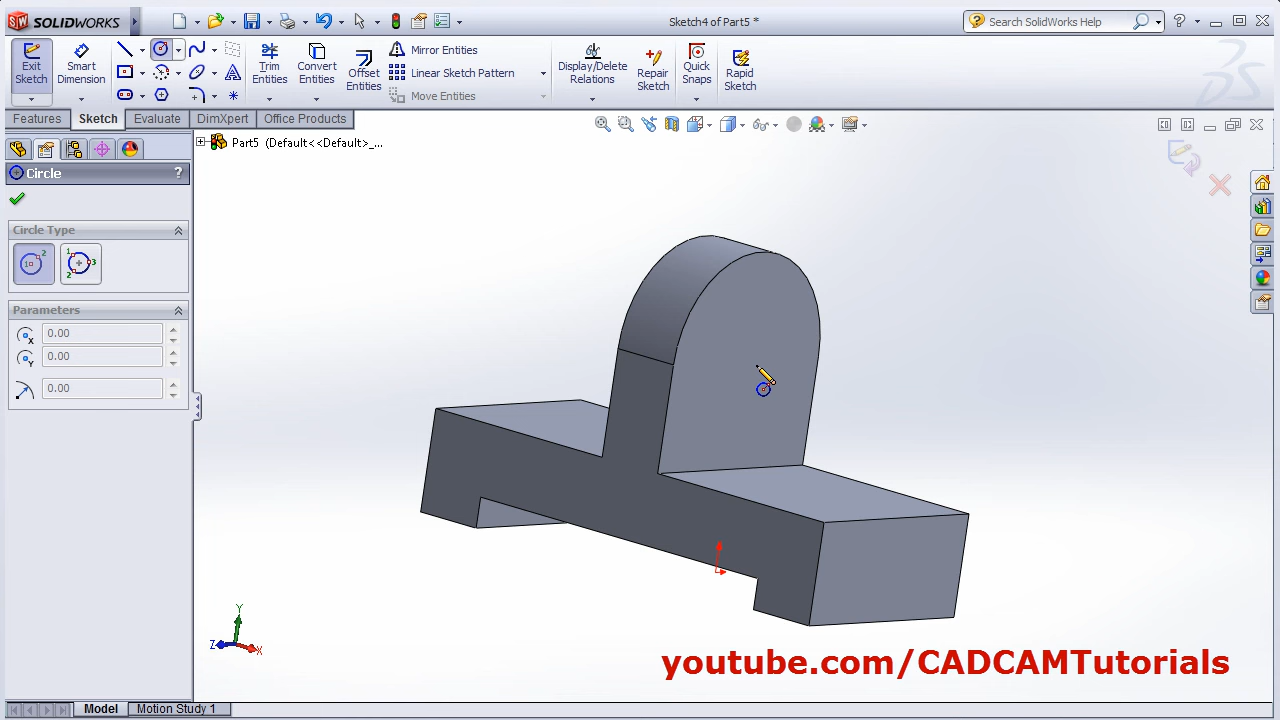 SOLIDWORKS
Sketch4 of Part5 *
Search SolidWorks Help
Exit Sketch
Smart Dimension
Trim Entities
Convert Entities
Offset Entities
Mirror Entities
Linear Sketch Pattern
Move Entities
Display/Delete Relations
Repair Sketch
Quick Snaps
Rapid Sketch
Features
Sketch
Evaluate
DimXpert
Office Products
Part5 (Default<<Default>_...
Circle
?
Circle Type
Parameters
0.00
0.00
0.00
Y
Z
X
youtube.com/CADCAMTutorials
Model
Motion Study 1